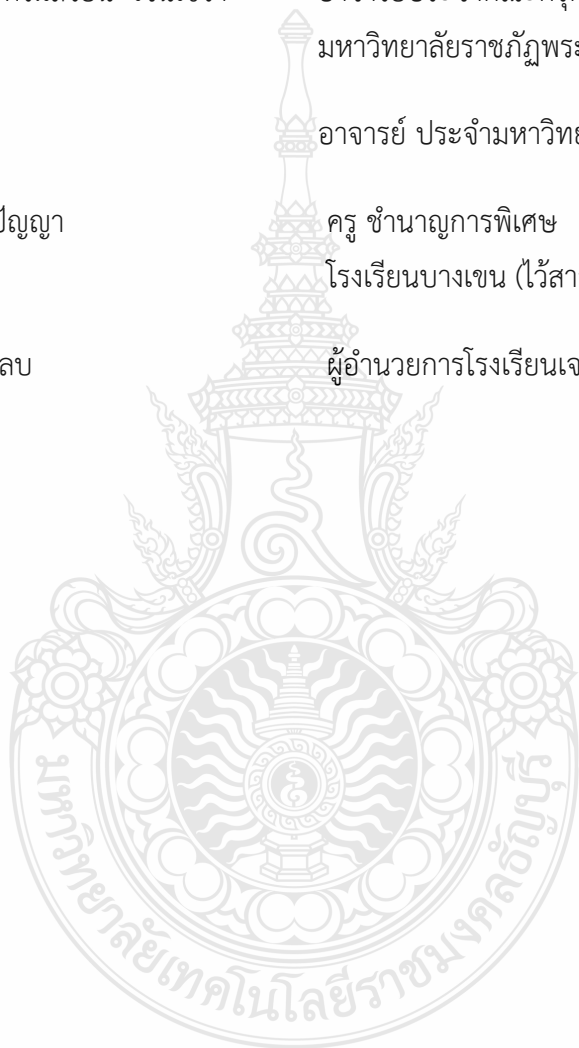 มหาวิทยาลัยราชภัฏพระ
อาจารย์ ประจำมหาวิทย
ปัญญา ครู ชำนาญการพิเศษ
โรงเรียนบางเขน (ไว้สา
ลบ ผู้อำนวยการโรงเรียนเจ
มหาวิทยาลัยเทคโนโลยีราชมงคลธัญบุรี